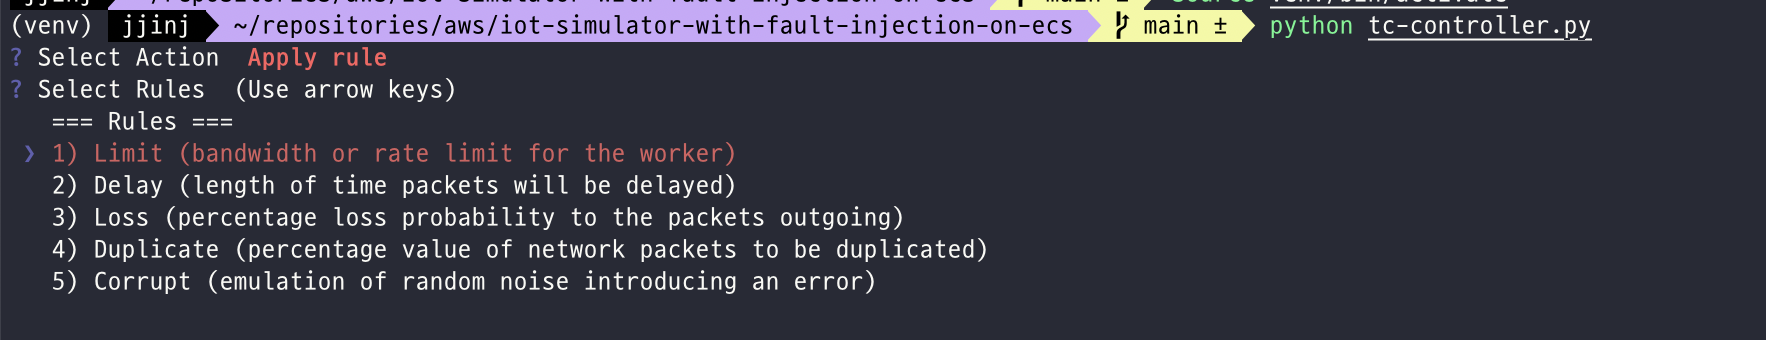 (venv) jjinj ~/repositories/aws/iot-simulator-with-fault-injection-on-ecs main ± python tc-controller.py
? Select Action Apply rule
? Select Rules (Use arrow keys)
=== Rules ===
❯ 1) Limit (bandwidth or rate limit for the worker)
2) Delay (length of time packets will be delayed)
3) Loss (percentage loss probability to the packets outgoing)
4) Duplicate (percentage value of network packets to be duplicated)
5) Corrupt (emulation of random noise introducing an error)